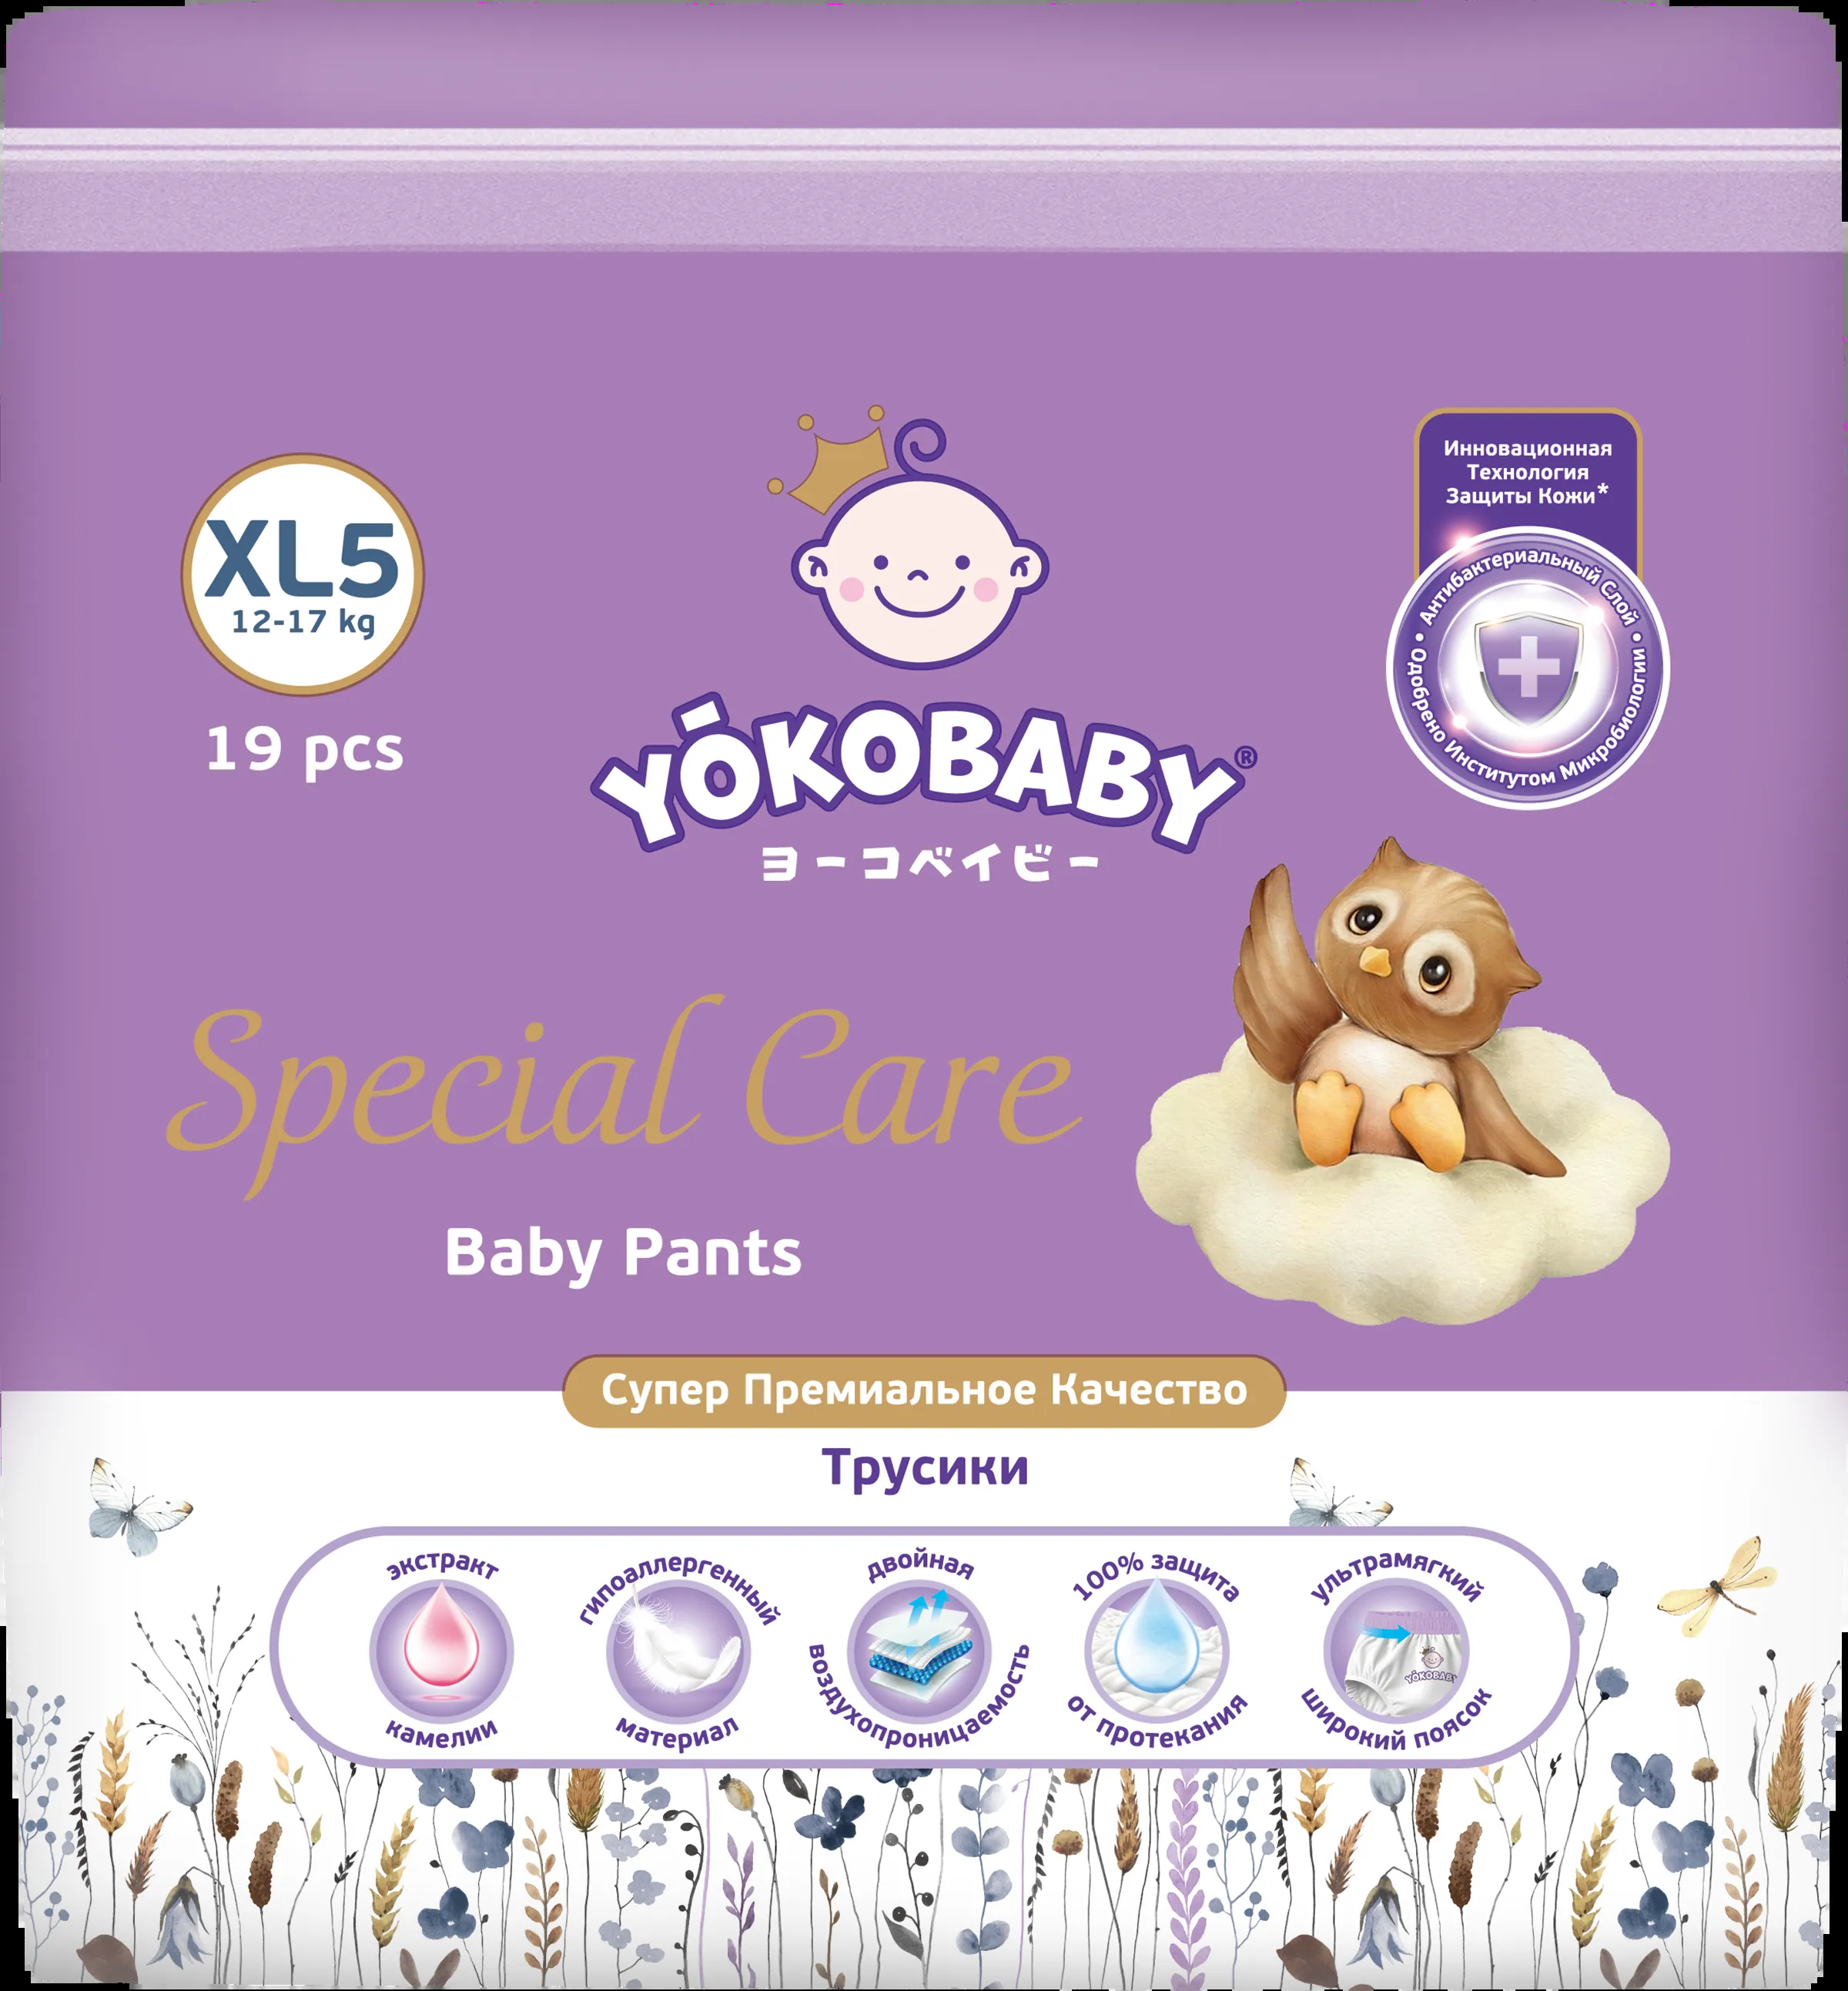 XL5
12-17 kg
19 pcs
YŌKOBABY®
ヨーコベイビー
Инновационная
Технология
Защиты Кожи*
Антибактериальный Слой
• Одобрено Институтом Микробиологии •
Special Care
Baby Pants
Супер Премиальное Качество
Трусики
экстракт
камелии
гипоаллергенный
материал
двойная
воздухопроницаемость
100% защита
от протекания
ультрамягкий
YŌKOBABY
широкий поясок